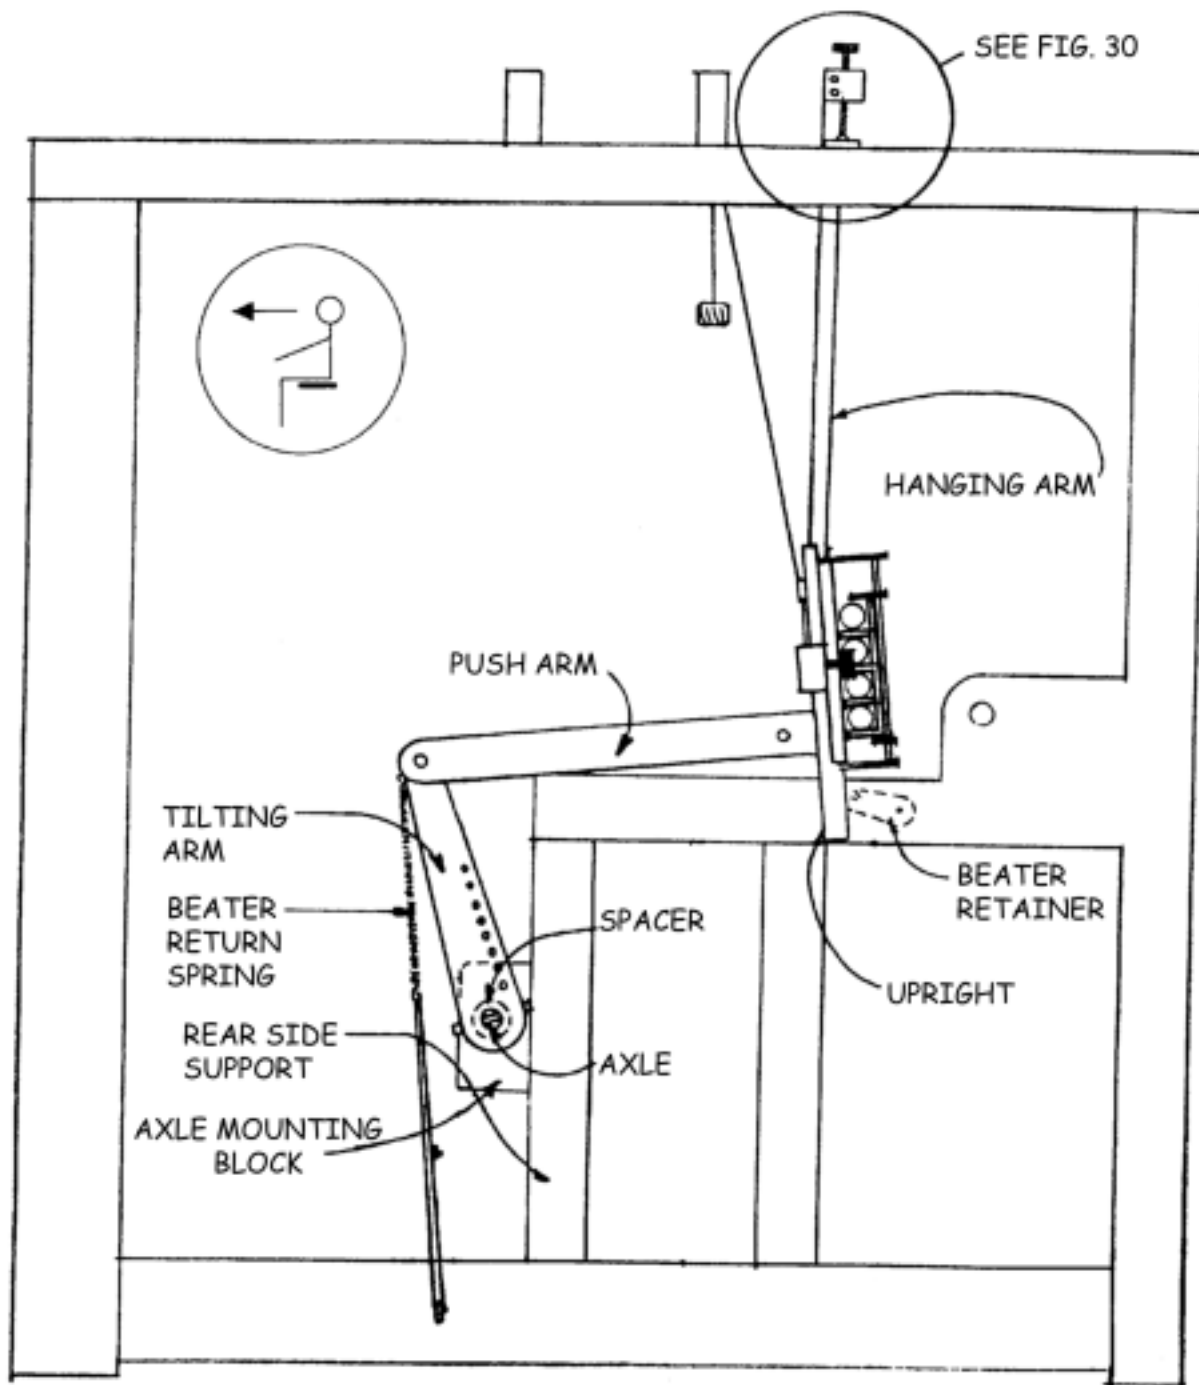 SEE FIG. 30
HANGING ARM
PUSH ARM
TILTING
ARM
BEATER
RETURN
SPRING
SPACER
BEATER
RETAINER
UPRIGHT
REAR SIDE
SUPPORT
AXLE
AXLE MOUNTING
BLOCK